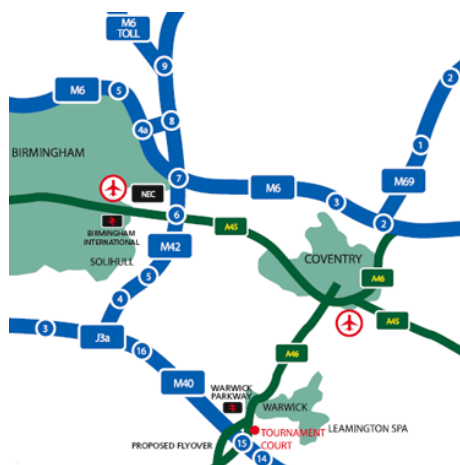 M6
TOLL
2
9
M6
5
4a
8
1
BIRMINGHAM
7
NEC
M6
M69
3
6
2
BIRMINGHAM
INTERNATIONAL
A45
M42
SOLIHULL
5
COVENTRY
A46
4
A45
3
J3a
16
A46
M40
WARWICK
PARKWAY
WARWICK
LEAMINGTON SPA
TOURNAMENT
COURT
PROPOSED FLYOVER
15
14